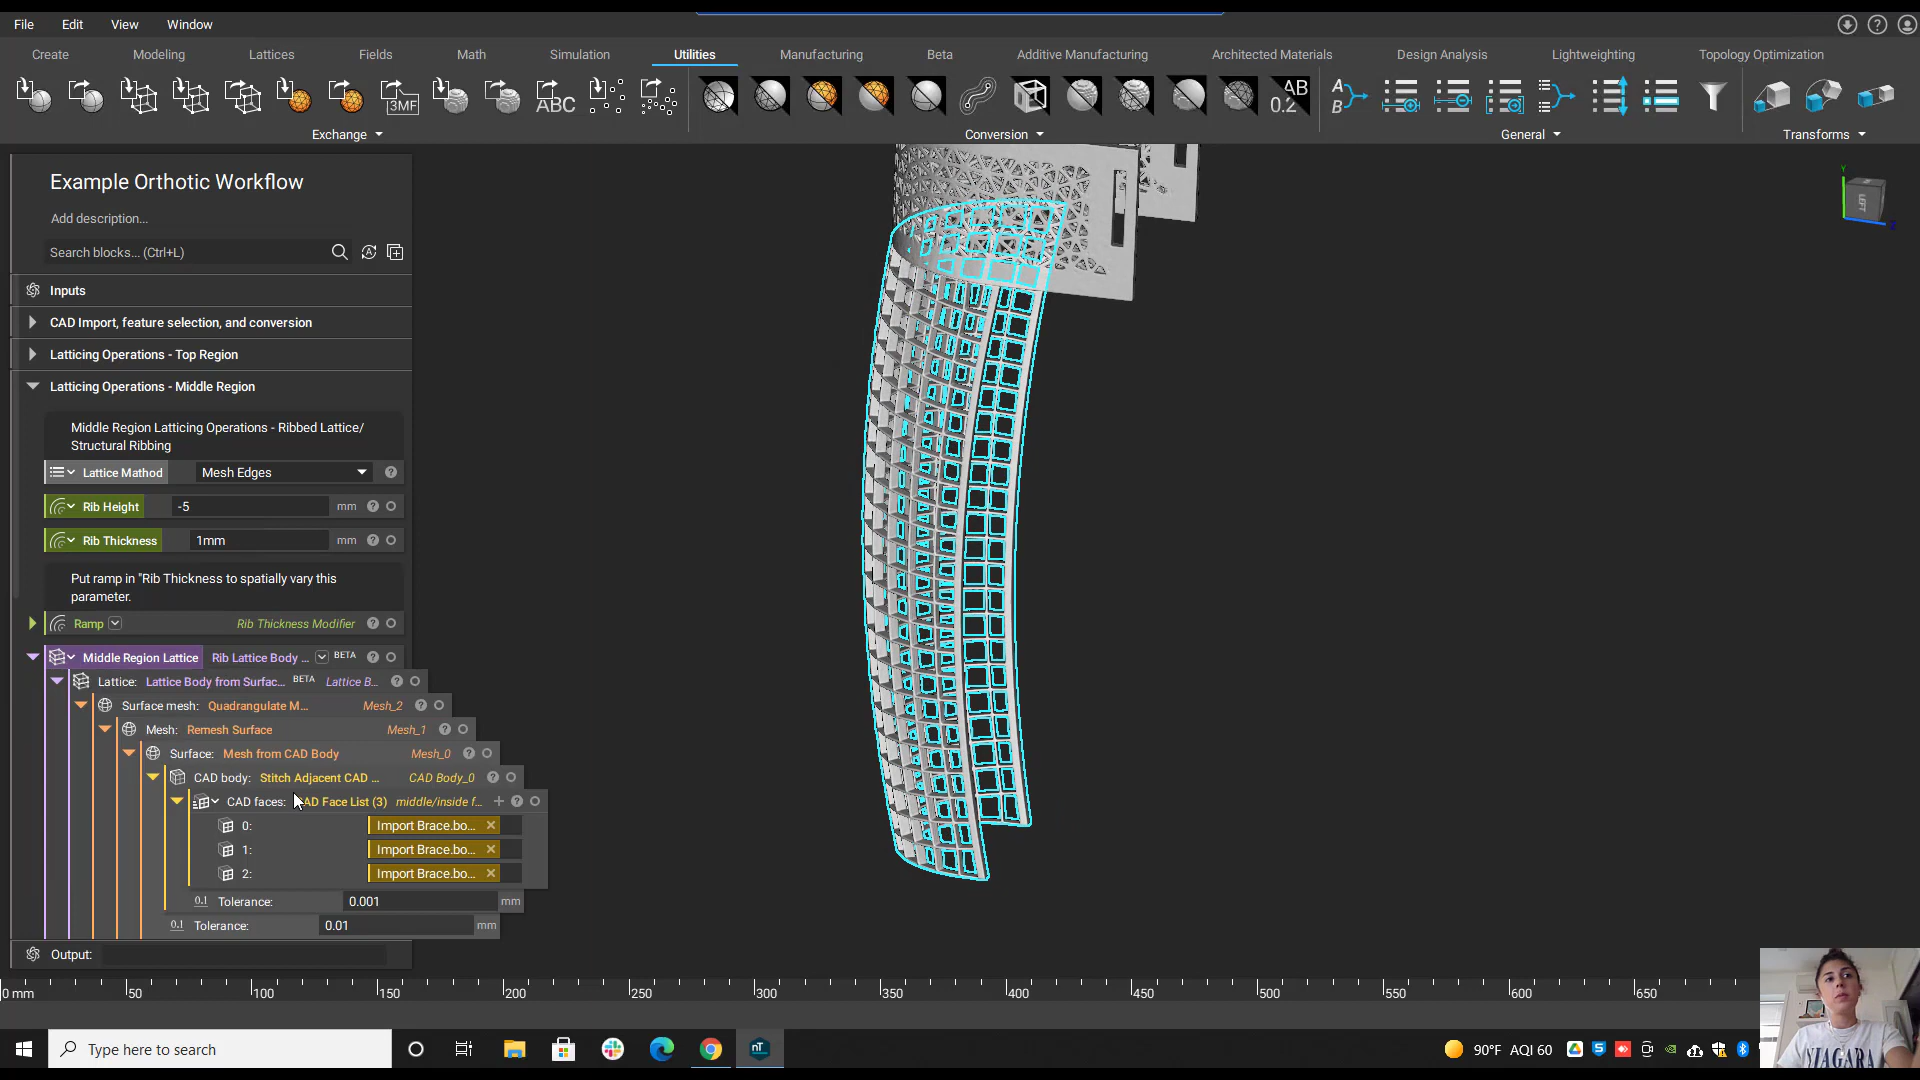 File Edit View Window
Create Modeling Lattices Fields Math Simulation Utilities Manufacturing Beta Additive Manufacturing Architected Materials Design Analysis Lightweighting Topology Optimization
3MF ABC AB 0.2 A B
Exchange Conversion General Transforms
Example Orthotic Workflow
Add description...
Search blocks... (Ctrl+L)
Inputs
CAD Import, feature selection, and conversion
Latticing Operations - Top Region
Latticing Operations - Middle Region
Middle Region Latticing Operations - Ribbed Lattice/
Structural Ribbing
Lattice Mathod Mesh Edges
Rib Height -5 mm
Rib Thickness 1mm mm
Put ramp in "Rib Thickness to spatially vary this
parameter.
Ramp Rib Thickness Modifier
Middle Region Lattice Rib Lattice Body ... BETA
Lattice: Lattice Body from Surfac... BETA Lattice B...
Surface mesh: Quadrangulate M... Mesh_2
Mesh: Remesh Surface Mesh_1
Surface: Mesh from CAD Body Mesh_0
CAD body: Stitch Adjacent CAD ... CAD Body_0
CAD faces: AD Face List (3) middle/inside f...
0: Import Brace.bo...
1: Import Brace.bo...
2: Import Brace.bo...
0.1 Tolerance: 0.001 mm
0.1 Tolerance: 0.01 mm
Output:
0 mm 50 100 150 200 250 300 350 400 450 500 550 600 650
Type here to search
nT
90°F AQI 60